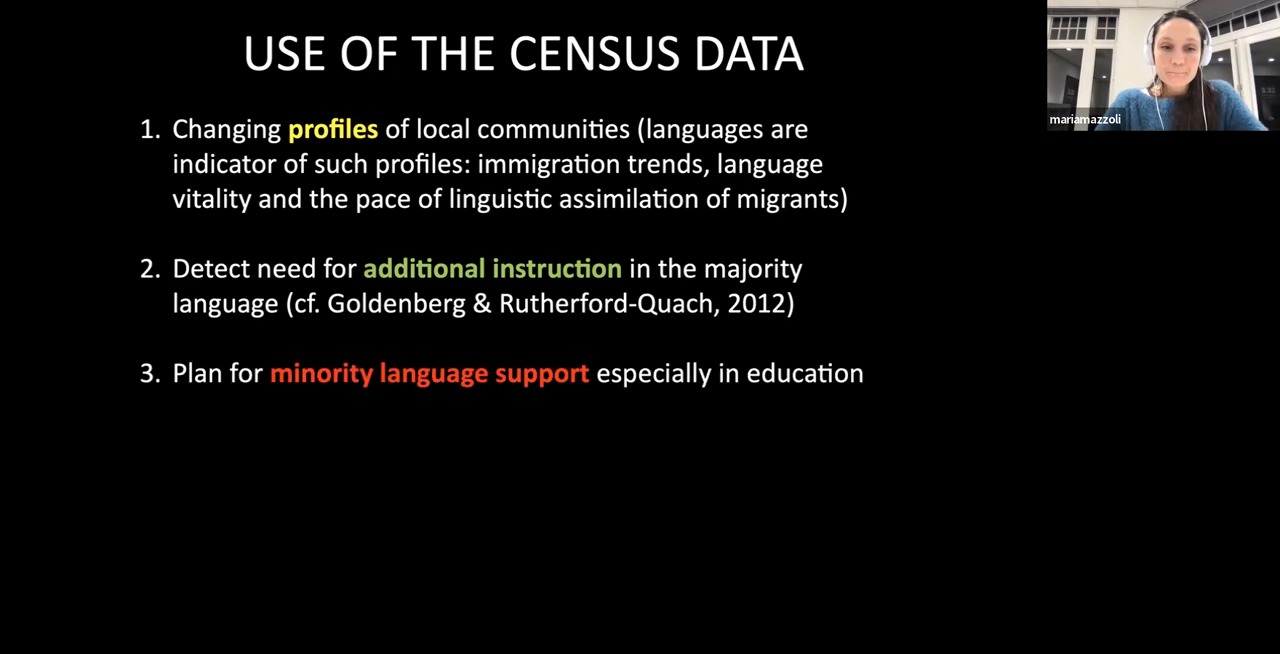 USE OF THE CENSUS DATA
mariamazzoli
1. Changing profiles of local communities (languages are
indicator of such profiles: immigration trends, language
vitality and the pace of linguistic assimilation of migrants)
2. Detect need for additional instruction in the majority
language (cf. Goldenberg & Rutherford-Quach, 2012)
3. Plan for minority language support especially in education